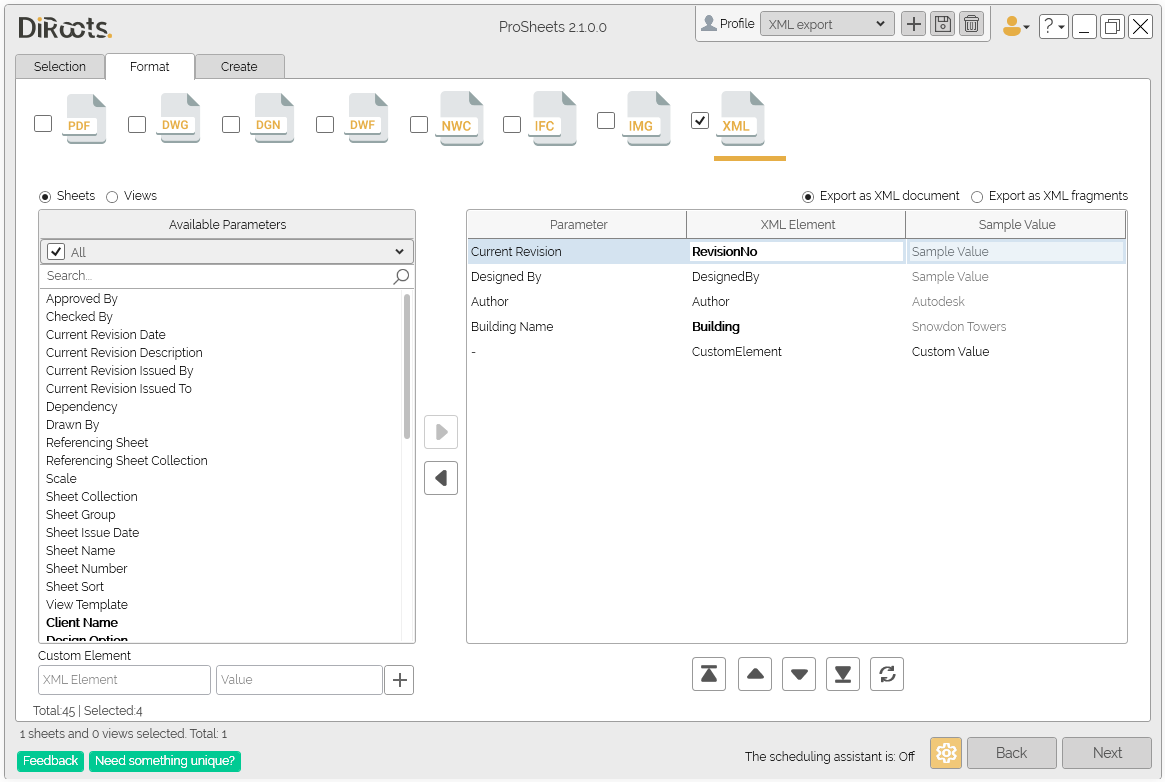 DiRoots.
ProSheets 2.1.0.0
Profile
XML export
?
Selection
Format
Create
PDF
DWG
DGN
DWF
NWC
IFC
IMG
XML
Sheets
Views
Export as XML document
Export as XML fragments
Available Parameters
All
Search...
Approved By
Checked By
Current Revision Date
Current Revision Description
Current Revision Issued By
Current Revision Issued To
Dependency
Drawn By
Referencing Sheet
Referencing Sheet Collection
Scale
Sheet Collection
Sheet Group
Sheet Issue Date
Sheet Name
Sheet Number
Sheet Sort
View Template
Client Name
Design Option
Parameter XML Element Sample Value
Current Revision RevisionNo Sample Value
Designed By DesignedBy Sample Value
Author Author Autodesk
Building Name Building Snowdon Towers
- CustomElement Custom Value
Custom Element
XML Element
Value
Total:45 | Selected:4
1 sheets and 0 views selected. Total: 1
Feedback
Need something unique?
The scheduling assistant is: Off
Back
Next